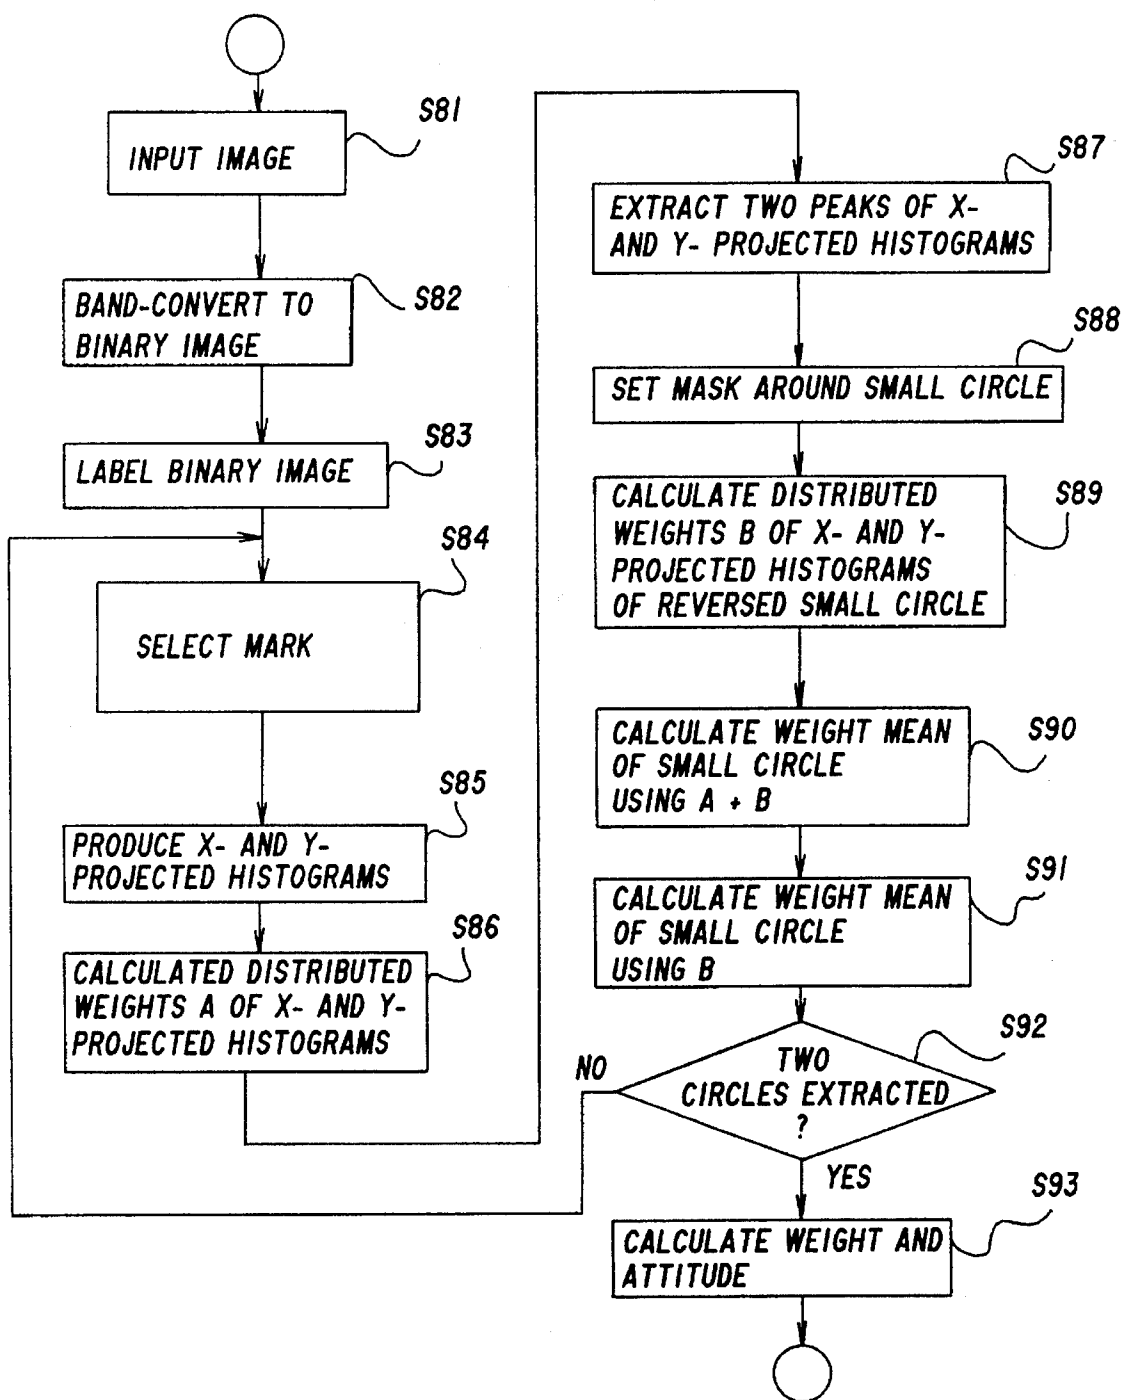 S81
INPUT IMAGE
S82
BAND-CONVERT TO
BINARY IMAGE
S83
LABEL BINARY IMAGE
S84
SELECT MARK
S85
PRODUCE X- AND Y-
PROJECTED HISTOGRAMS
S86
CALCULATED DISTRIBUTED
WEIGHTS A OF X- AND Y-
PROJECTED HISTOGRAMS
S87
EXTRACT TWO PEAKS OF X-
AND Y- PROJECTED HISTOGRAMS
S88
SET MASK AROUND SMALL CIRCLE
S89
CALCULATE DISTRIBUTED
WEIGHTS B OF X- AND Y-
PROJECTED HISTOGRAMS
OF REVERSED SMALL CIRCLE
S90
CALCULATE WEIGHT MEAN
OF SMALL CIRCLE
USING A + B
S91
CALCULATE WEIGHT MEAN
OF SMALL CIRCLE
USING B
S92
TWO
CIRCLES EXTRACTED
?
NO
YES
S93
CALCULATE WEIGHT AND
ATTITUDE